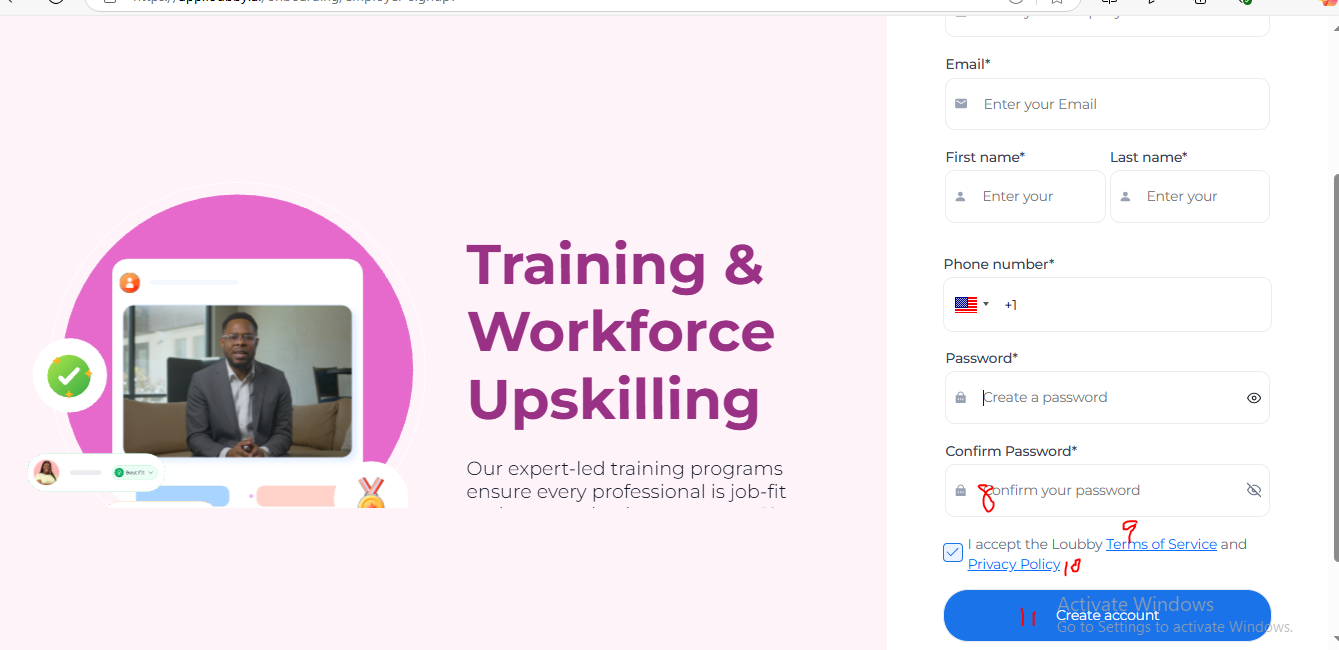 Email*
Enter your Email
First name*
Last name*
Enter your
Enter your
Phone number*
+1
Password*
Create a password
Confirm Password*
Confirm your password
8
9
I accept the Loubby Terms of Service and
Privacy Policy 10
11 Create account
Activate Windows
Go to Settings to activate Windows.
Training &
Workforce
Upskilling
Our expert-led training programs
ensure every professional is job-fit
Best fit